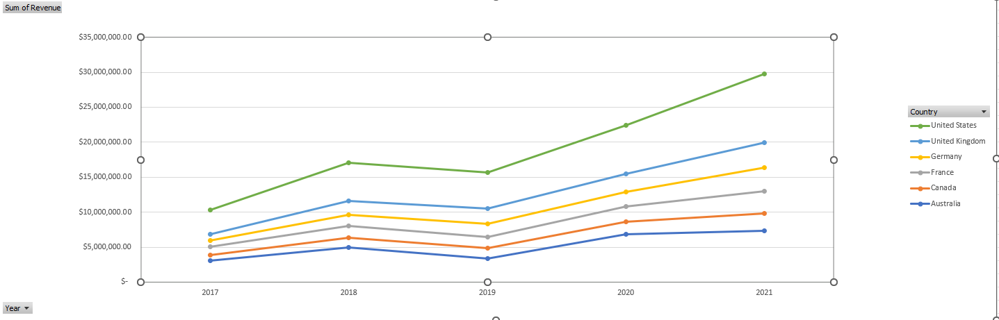 Sum of Revenue
$35,000,000.00
$30,000,000.00
$25,000,000.00
$20,000,000.00
$15,000,000.00
$10,000,000.00
$5,000,000.00
$-
2017 2018 2019 2020 2021
Country
United States
United Kingdom
Germany
France
Canada
Australia
Year